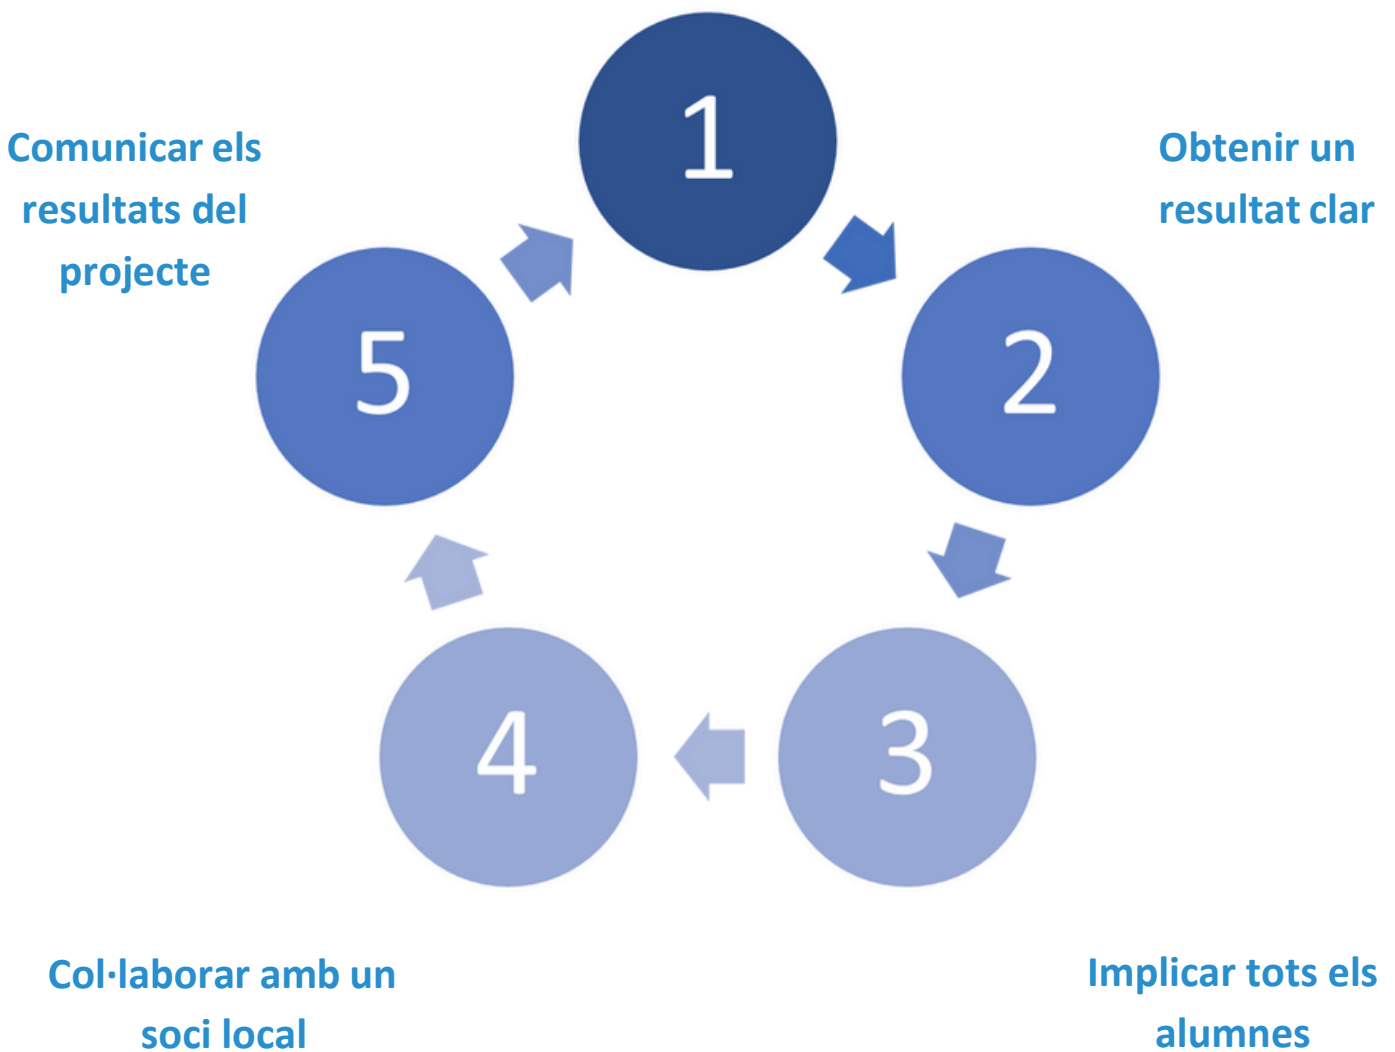 1
Comunicar els
resultats del
projecte
Obtenir un
resultat clar
5
2
4
3
Col·laborar amb un
soci local
Implicar tots els
alumnes